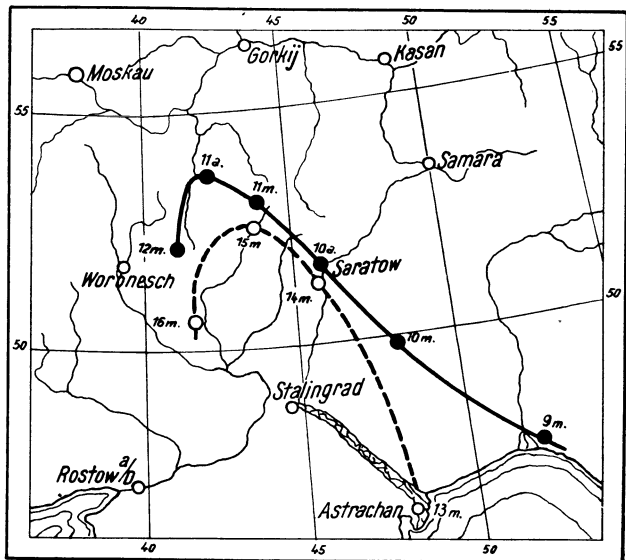 40 45 50 55
Gorkij
Kasan
55
Moskau
55
11a.
Samara
11m.
12m.
15m
10a.
Saratow
Woronesch
14m.
50
16m.
10m.
50
Stalingrad
9m.
Rostow a/D
Astrachan 13m.
40 45 50